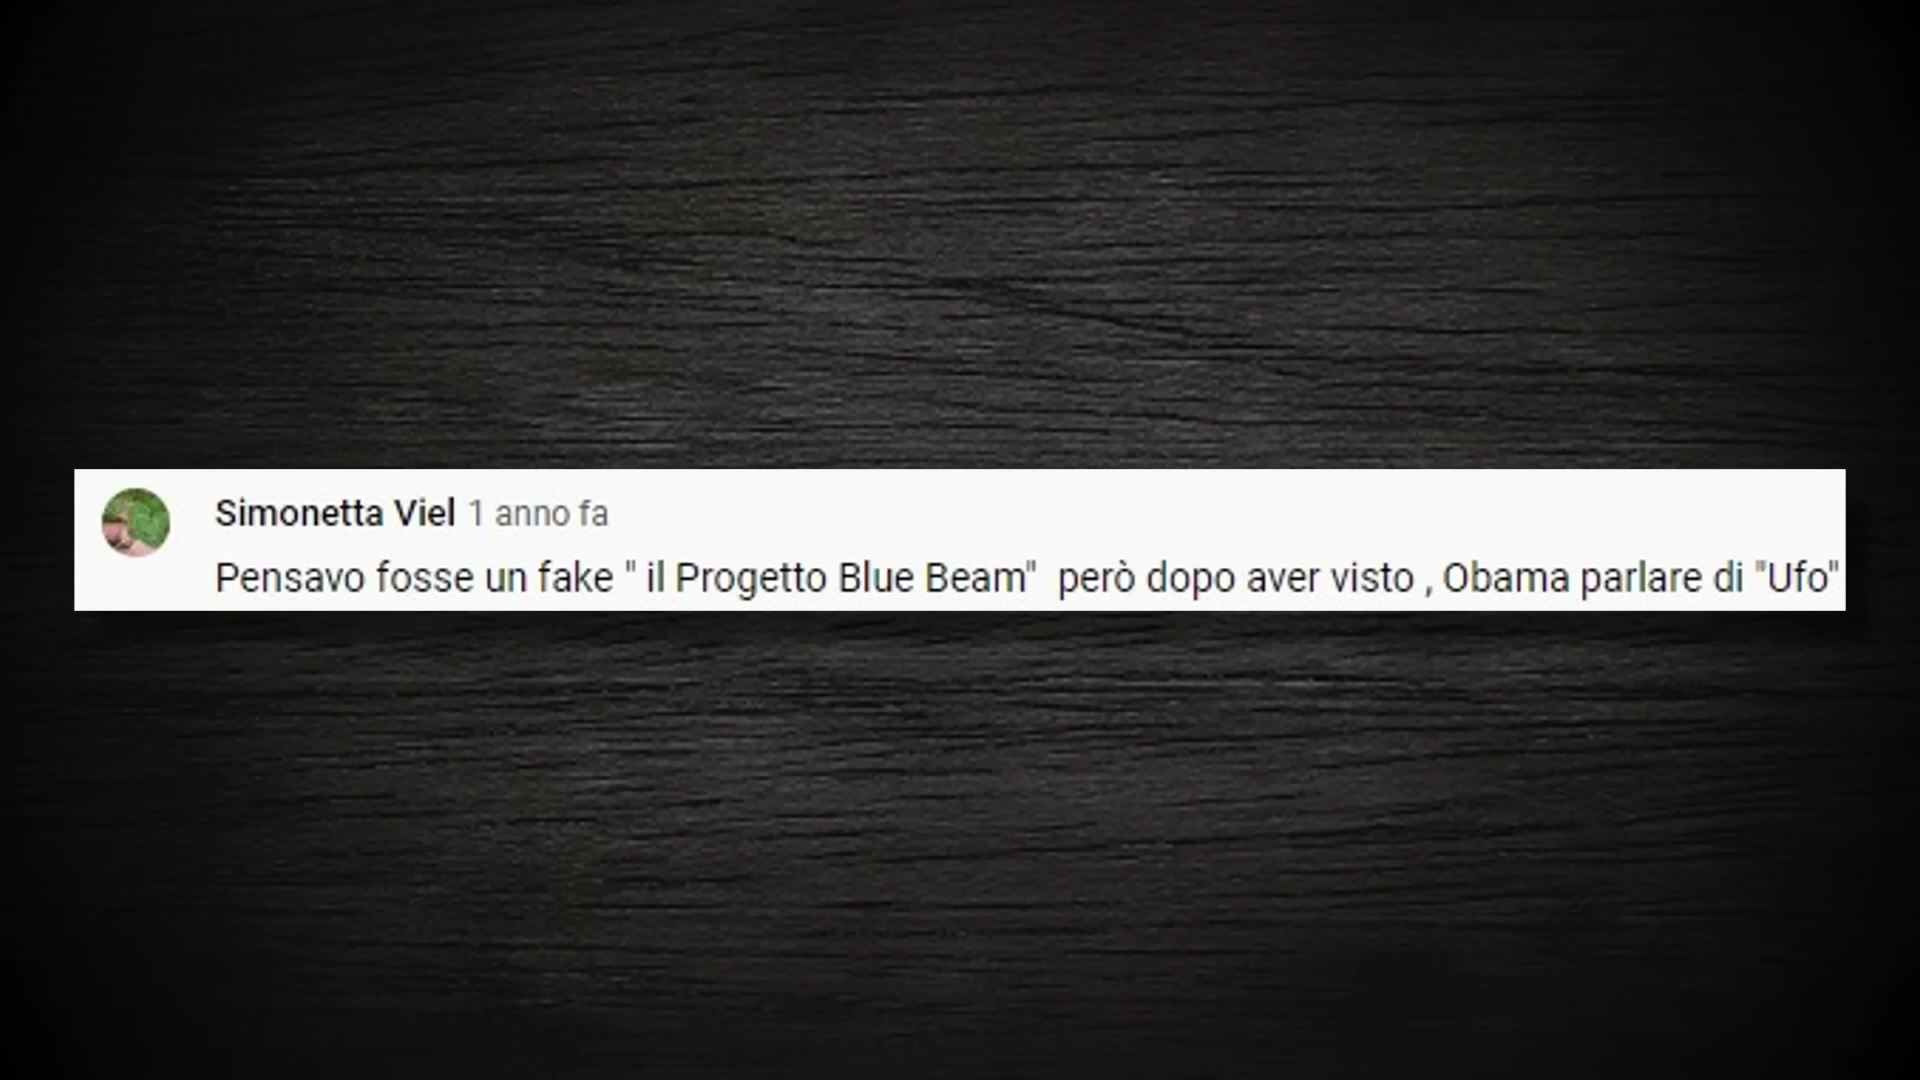 Simonetta Viel 1 anno fa
Pensavo fosse un fake " il Progetto Blue Beam"  però dopo aver visto , Obama parlare di "Ufo"